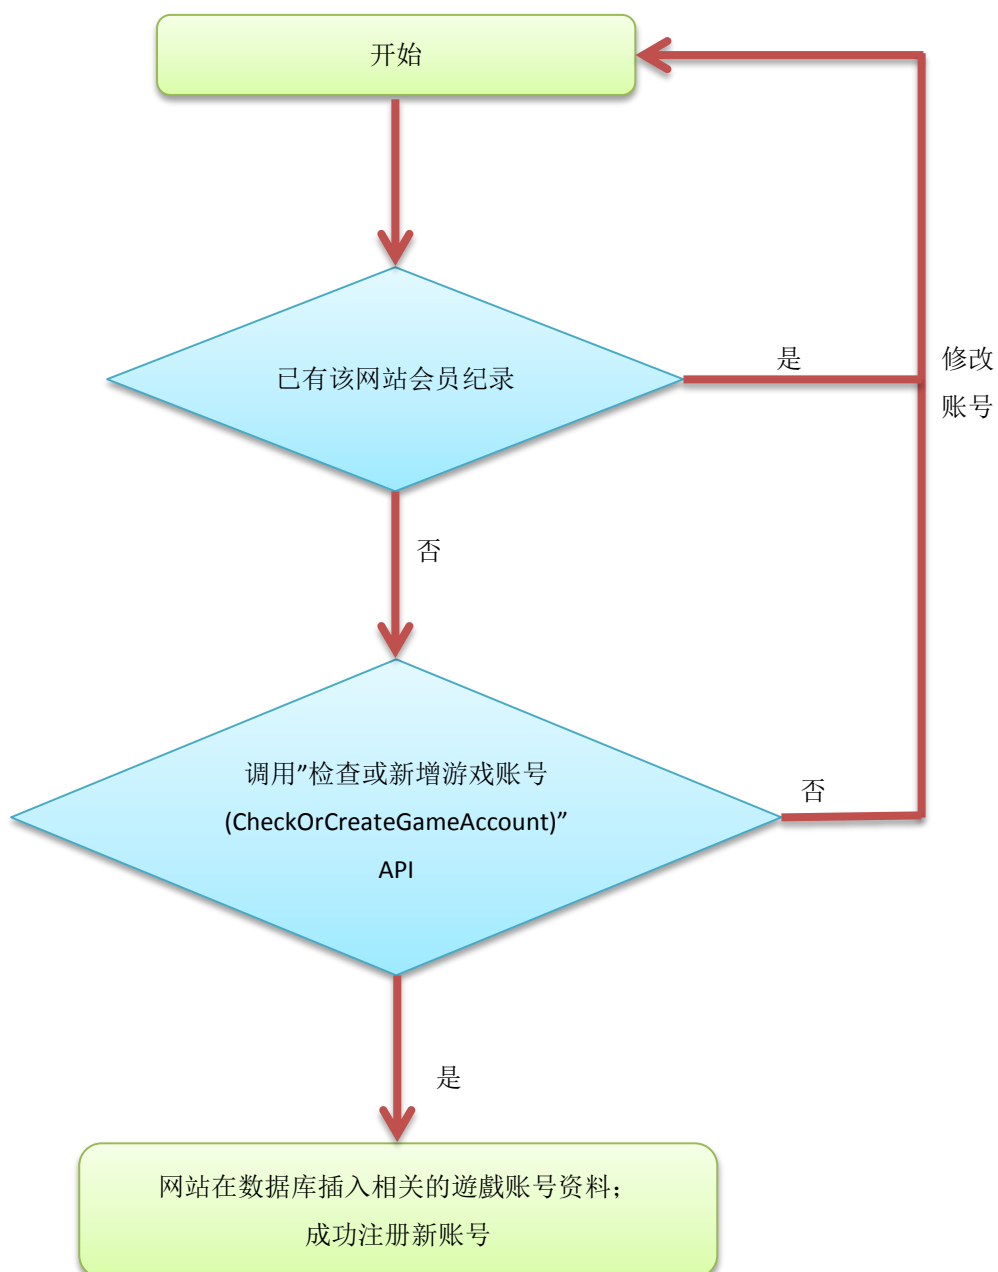 开始
已有该网站会员纪录
是
修改
账号
否
调用”检查或新增游戏账号
(CheckOrCreateGameAccount)”
API
否
是
网站在数据库插入相关的遊戲账号资料；
成功注册新账号